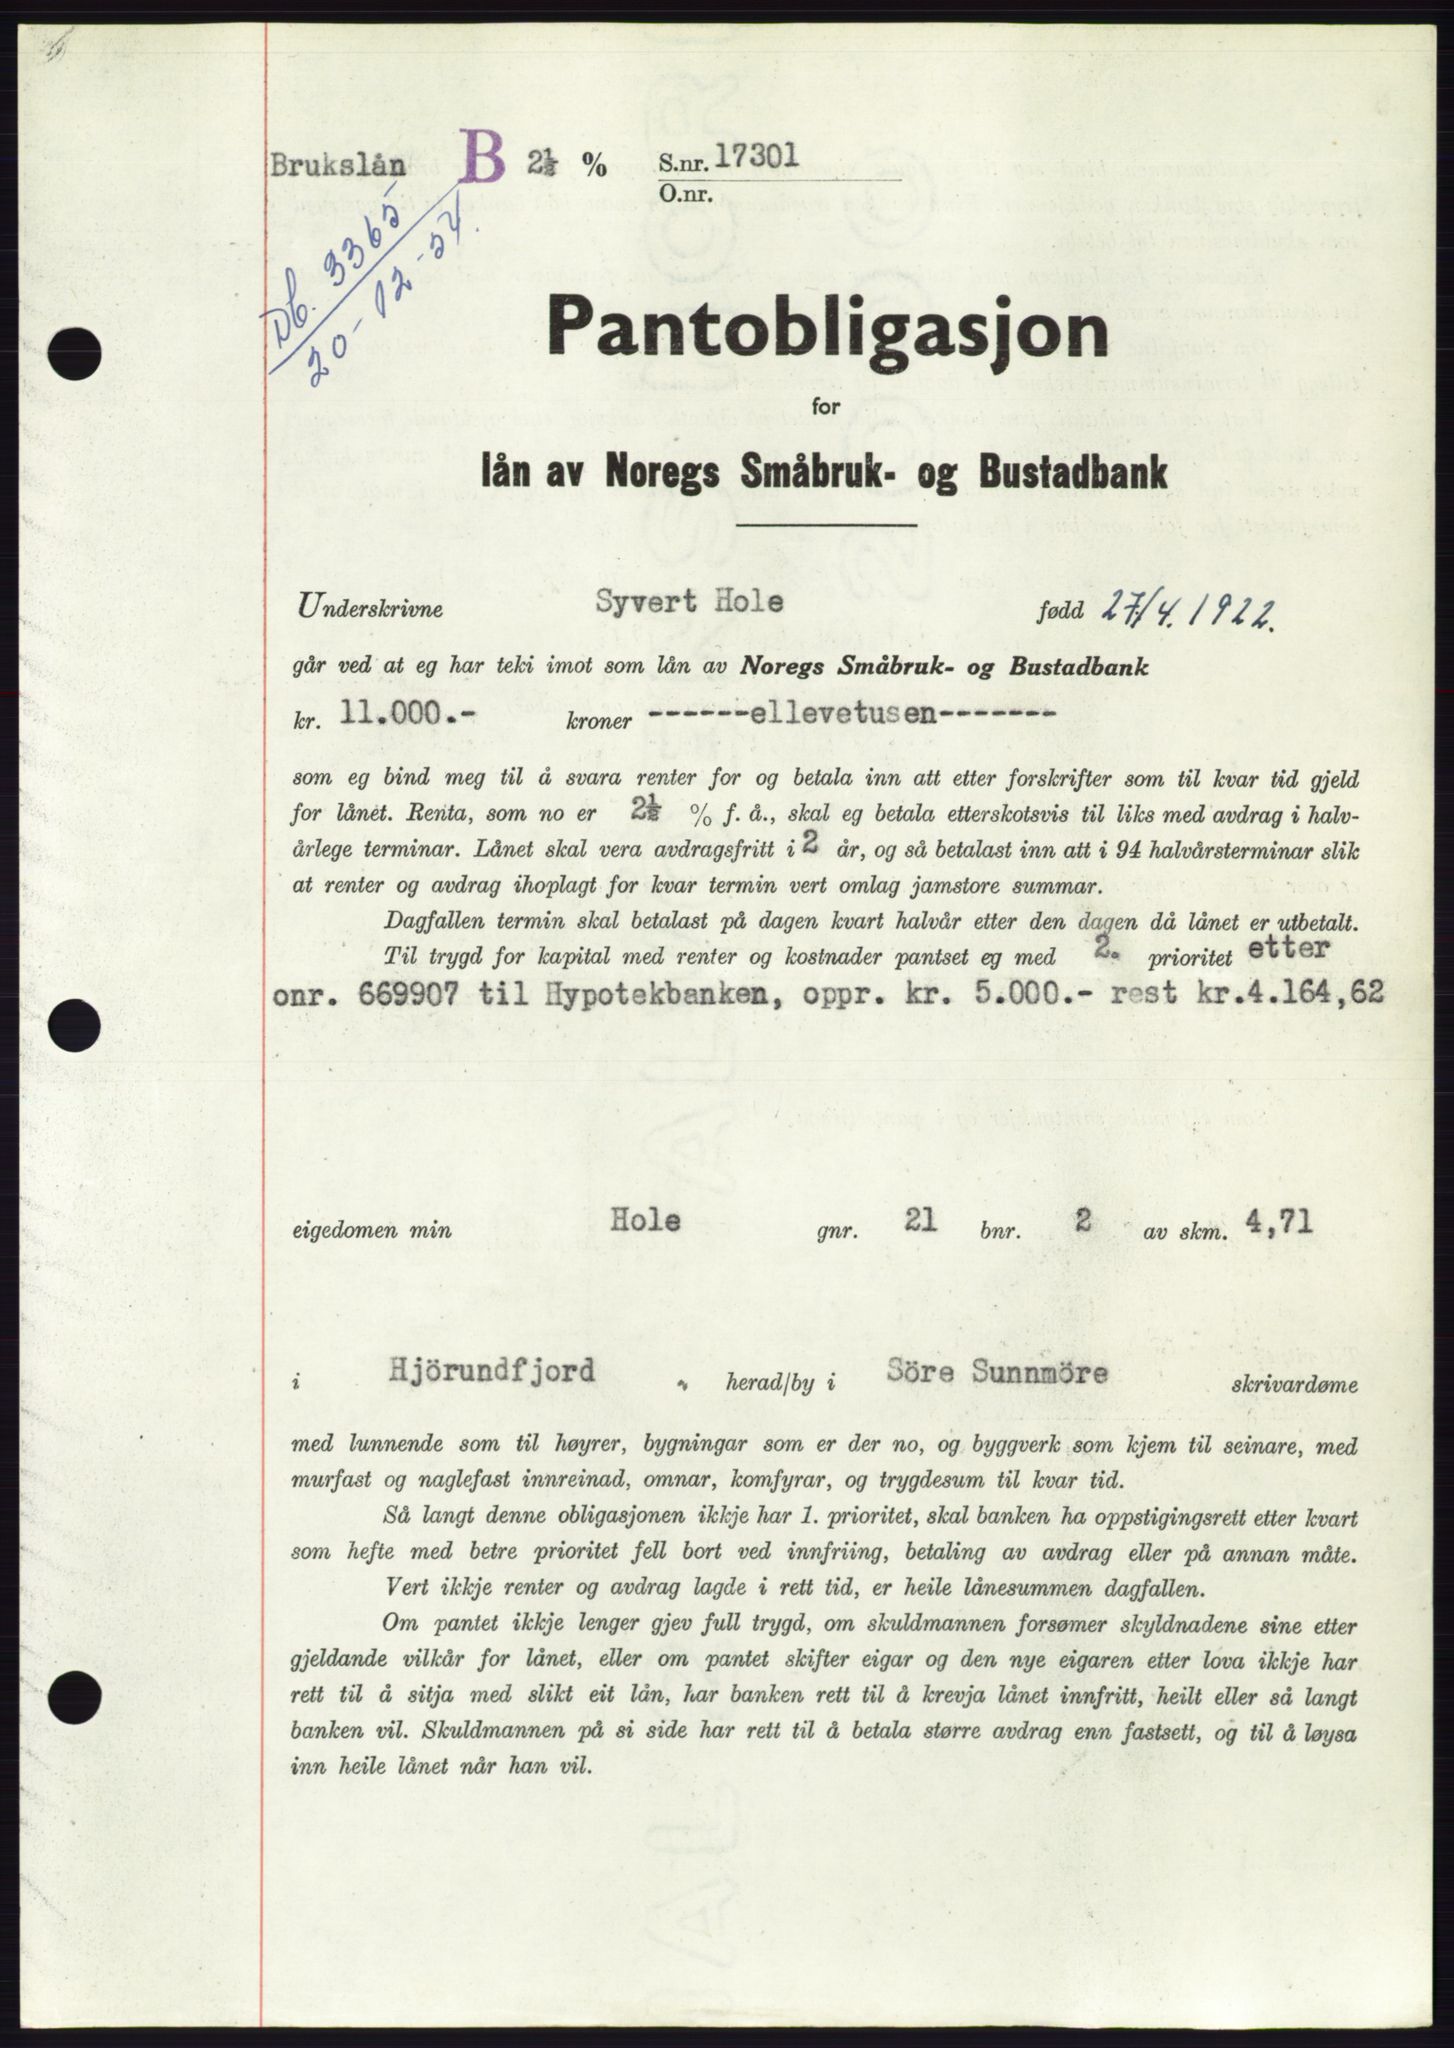 Brukslån B 2½ % S.nr. 17301
O.nr.
Db. 3365
20-12-54.
Pantobligasjon
for
lån av Noregs Småbruk- og Bustadbank
Underskrivne Syvert Hole fødd 27/4. 1922.
går ved at eg har teki imot som lån av Noregs Småbruk- og Bustadbank
kr. 11.000.- kroner ------ellevetusen-------
som eg bind meg til å svara renter for og betala inn att etter forskrifter som til kvar tid gjeld
for lånet. Renta, som no er 2½ % f. å., skal eg betala etterskotsvis til liks med avdrag i halv-
årlege terminar. Lånet skal vera avdragsfritt i 2 år, og så betalast inn att i 94 halvårsterminar slik
at renter og avdrag ihoplagt for kvar termin vert omlag jamstore summar.
Dagfallen termin skal betalast på dagen kvart halvår etter den dagen då lånet er utbetalt.
Til trygd for kapital med renter og kostnader pantset eg med 2. prioritet etter
onr. 669907 til Hypotekbanken, oppr. kr. 5.000.- rest kr.4.164,62
eigedomen min Hole gnr. 21 bnr. 2 av skm. 4,71
i Hjörundfjord herad/by i Söre Sunnmöre skrivardøme
med lunnende som til høyrer, bygningar som er der no, og byggverk som kjem til seinare, med
murfast og naglefast innreinad, omnar, komfyrar, og trygdesum til kvar tid.
Så langt denne obligasjonen ikkje har 1. prioritet, skal banken ha oppstigingsrett etter kvart
som hefte med betre prioritet fell bort ved innfriing, betaling av avdrag eller på annan måte.
Vert ikkje renter og avdrag lagde i rett tid, er heile lånesummen dagfallen.
Om pantet ikkje lenger gjev full trygd, om skuldmannen forsømer skyldnadene sine etter
gjeldande vilkår for lånet, eller om pantet skifter eigar og den nye eigaren etter lova ikkje har
rett til å sitja med slikt eit lån, har banken rett til å krevja lånet innfritt, heilt eller så langt
banken vil. Skuldmannen på si side har rett til å betala større avdrag enn fastsett, og til å løysa
inn heile lånet når han vil.